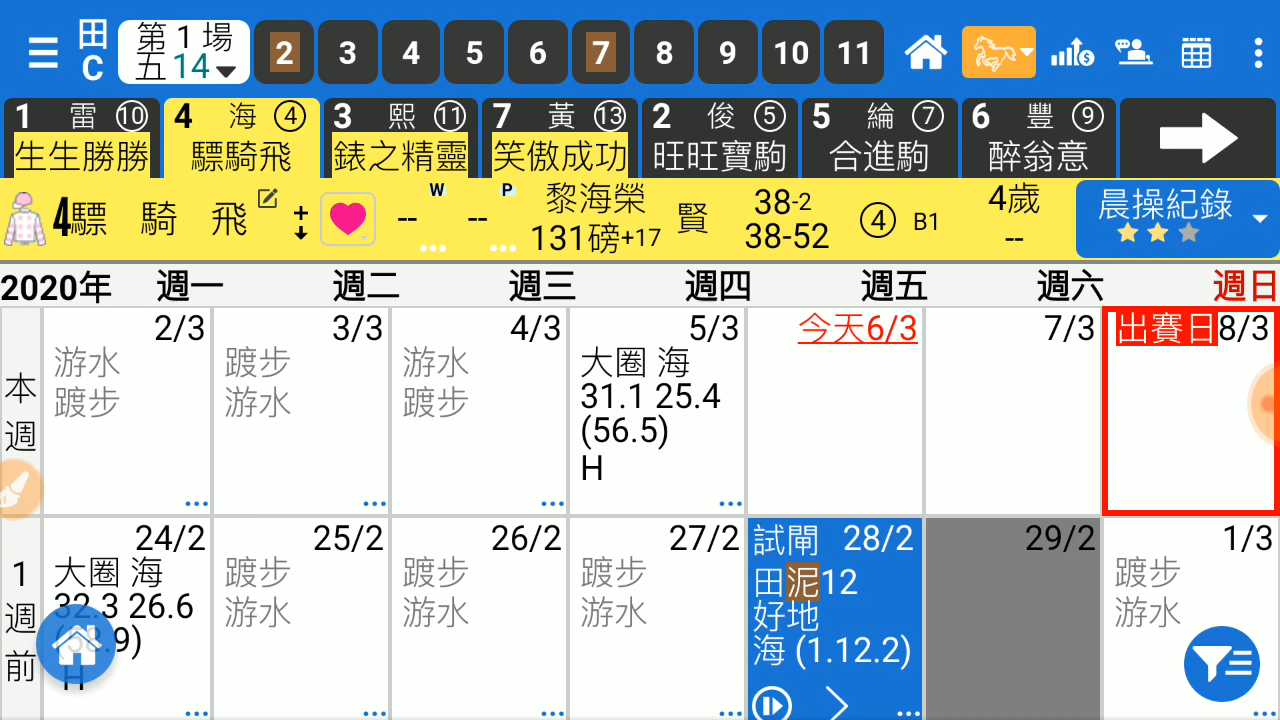 田
C
第 1 場
五 14
2
3
4
5
6
7
8
9
10
11
1 雷 10
生生勝勝
4 海 4
驃騎飛
3 熙 11
錶之精靈
7 黃 13
笑傲成功
2 俊 5
旺旺寶駒
5 綸 7
合進駒
6 豐 9
醉翁意
4 驃騎飛
W
--
P
--
黎海榮
131磅+17
賢
38-2
38-52
4
B1
4歲
--
晨操紀錄
2020年 週一 週二 週三 週四 週五 週六 週日
本週
2/3
游水
踱步
3/3
踱步
游水
4/3
游水
踱步
5/3
大圈 海
31.1 25.4
(56.5)
H
今天6/3
7/3
出賽日8/3
1週前
24/2
大圈 海
32.3 26.6
(58.9)
H
25/2
踱步
游水
26/2
踱步
游水
27/2
踱步
游水
試閘 28/2
田泥12
好地
海 (1.12.2)
29/2
1/3
踱步
游水